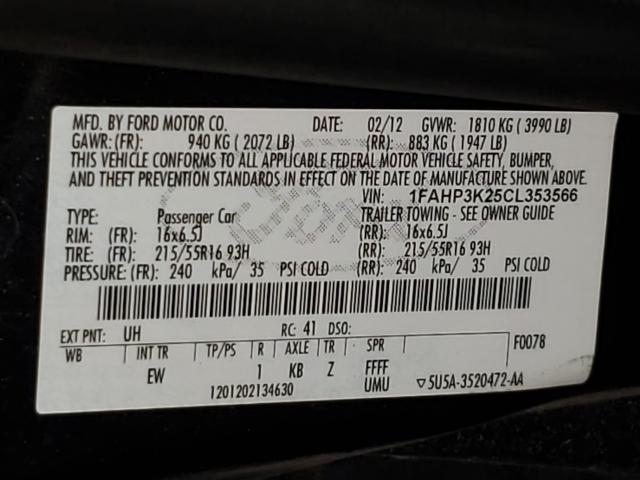 MFD. BY FORD MOTOR CO. DATE: 02/12 GVWR: 1810 KG ( 3990 LB)
GAWR: (FR): 940 KG ( 2072 LB) (RR): 883 KG ( 1947 LB)
THIS VEHICLE CONFORMS TO ALL APPLICABLE FEDERAL MOTOR VEHICLE SAFETY, BUMPER,
AND THEFT PREVENTION STANDARDS IN EFFECT ON THE DATE OF MANUFACTURE SHOWN ABOVE.
VIN: 1FAHP3K25CL353566
TYPE: Passenger Car TRAILER TOWING - SEE OWNER GUIDE
RIM: (FR): 16x6.5J (RR): 16x6.5J
TIRE: (FR): 215/55R16 93H (RR): 215/55R16 93H
PRESSURE: (FR): 240 kPa/ 35 PSI COLD (RR): 240 kPa/ 35 PSI COLD
EXT PNT: UH RC: 41 DSO: F0078
WB INT TR TP/PS R AXLE TR SPR
EW 1 KB Z FFFF
1201202134630 UMU ▽5U5A-3520472-AA